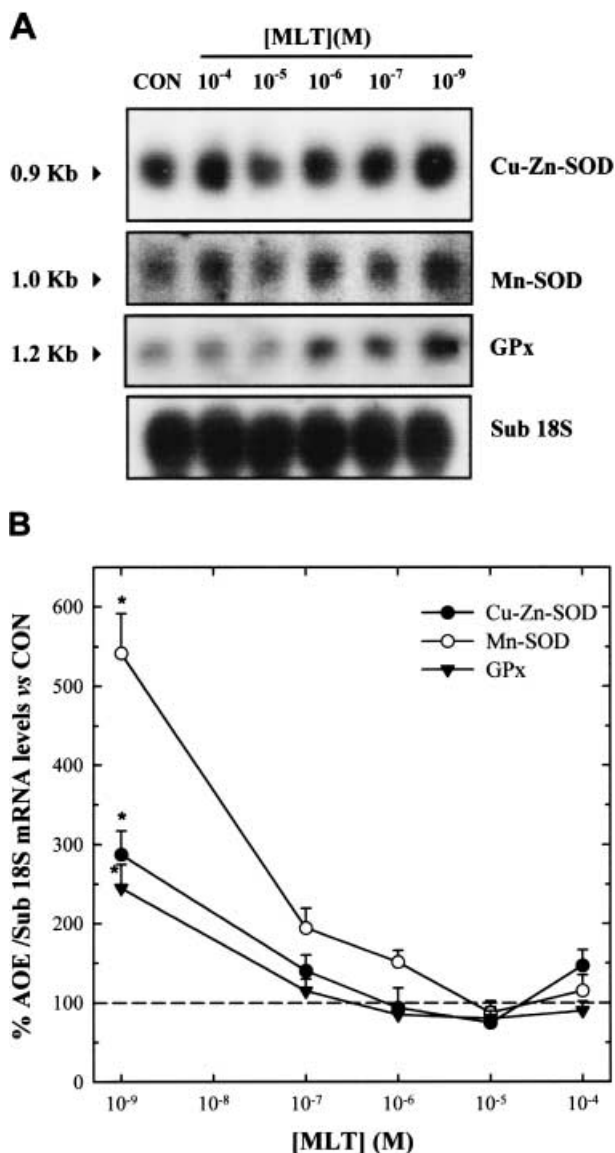 A
[MLT](M)
CON 10⁻⁴ 10⁻⁵ 10⁻⁶ 10⁻⁷ 10⁻⁹
0.9 Kb Cu-Zn-SOD
1.0 Kb Mn-SOD
1.2 Kb GPx
Sub 18S
B
% AOE /Sub 18S mRNA levels vs CON
600
500
400
300
200
100
0
*
*
*
Cu-Zn-SOD
Mn-SOD
GPx
10⁻⁹ 10⁻⁸ 10⁻⁷ 10⁻⁶ 10⁻⁵ 10⁻⁴
[MLT] (M)